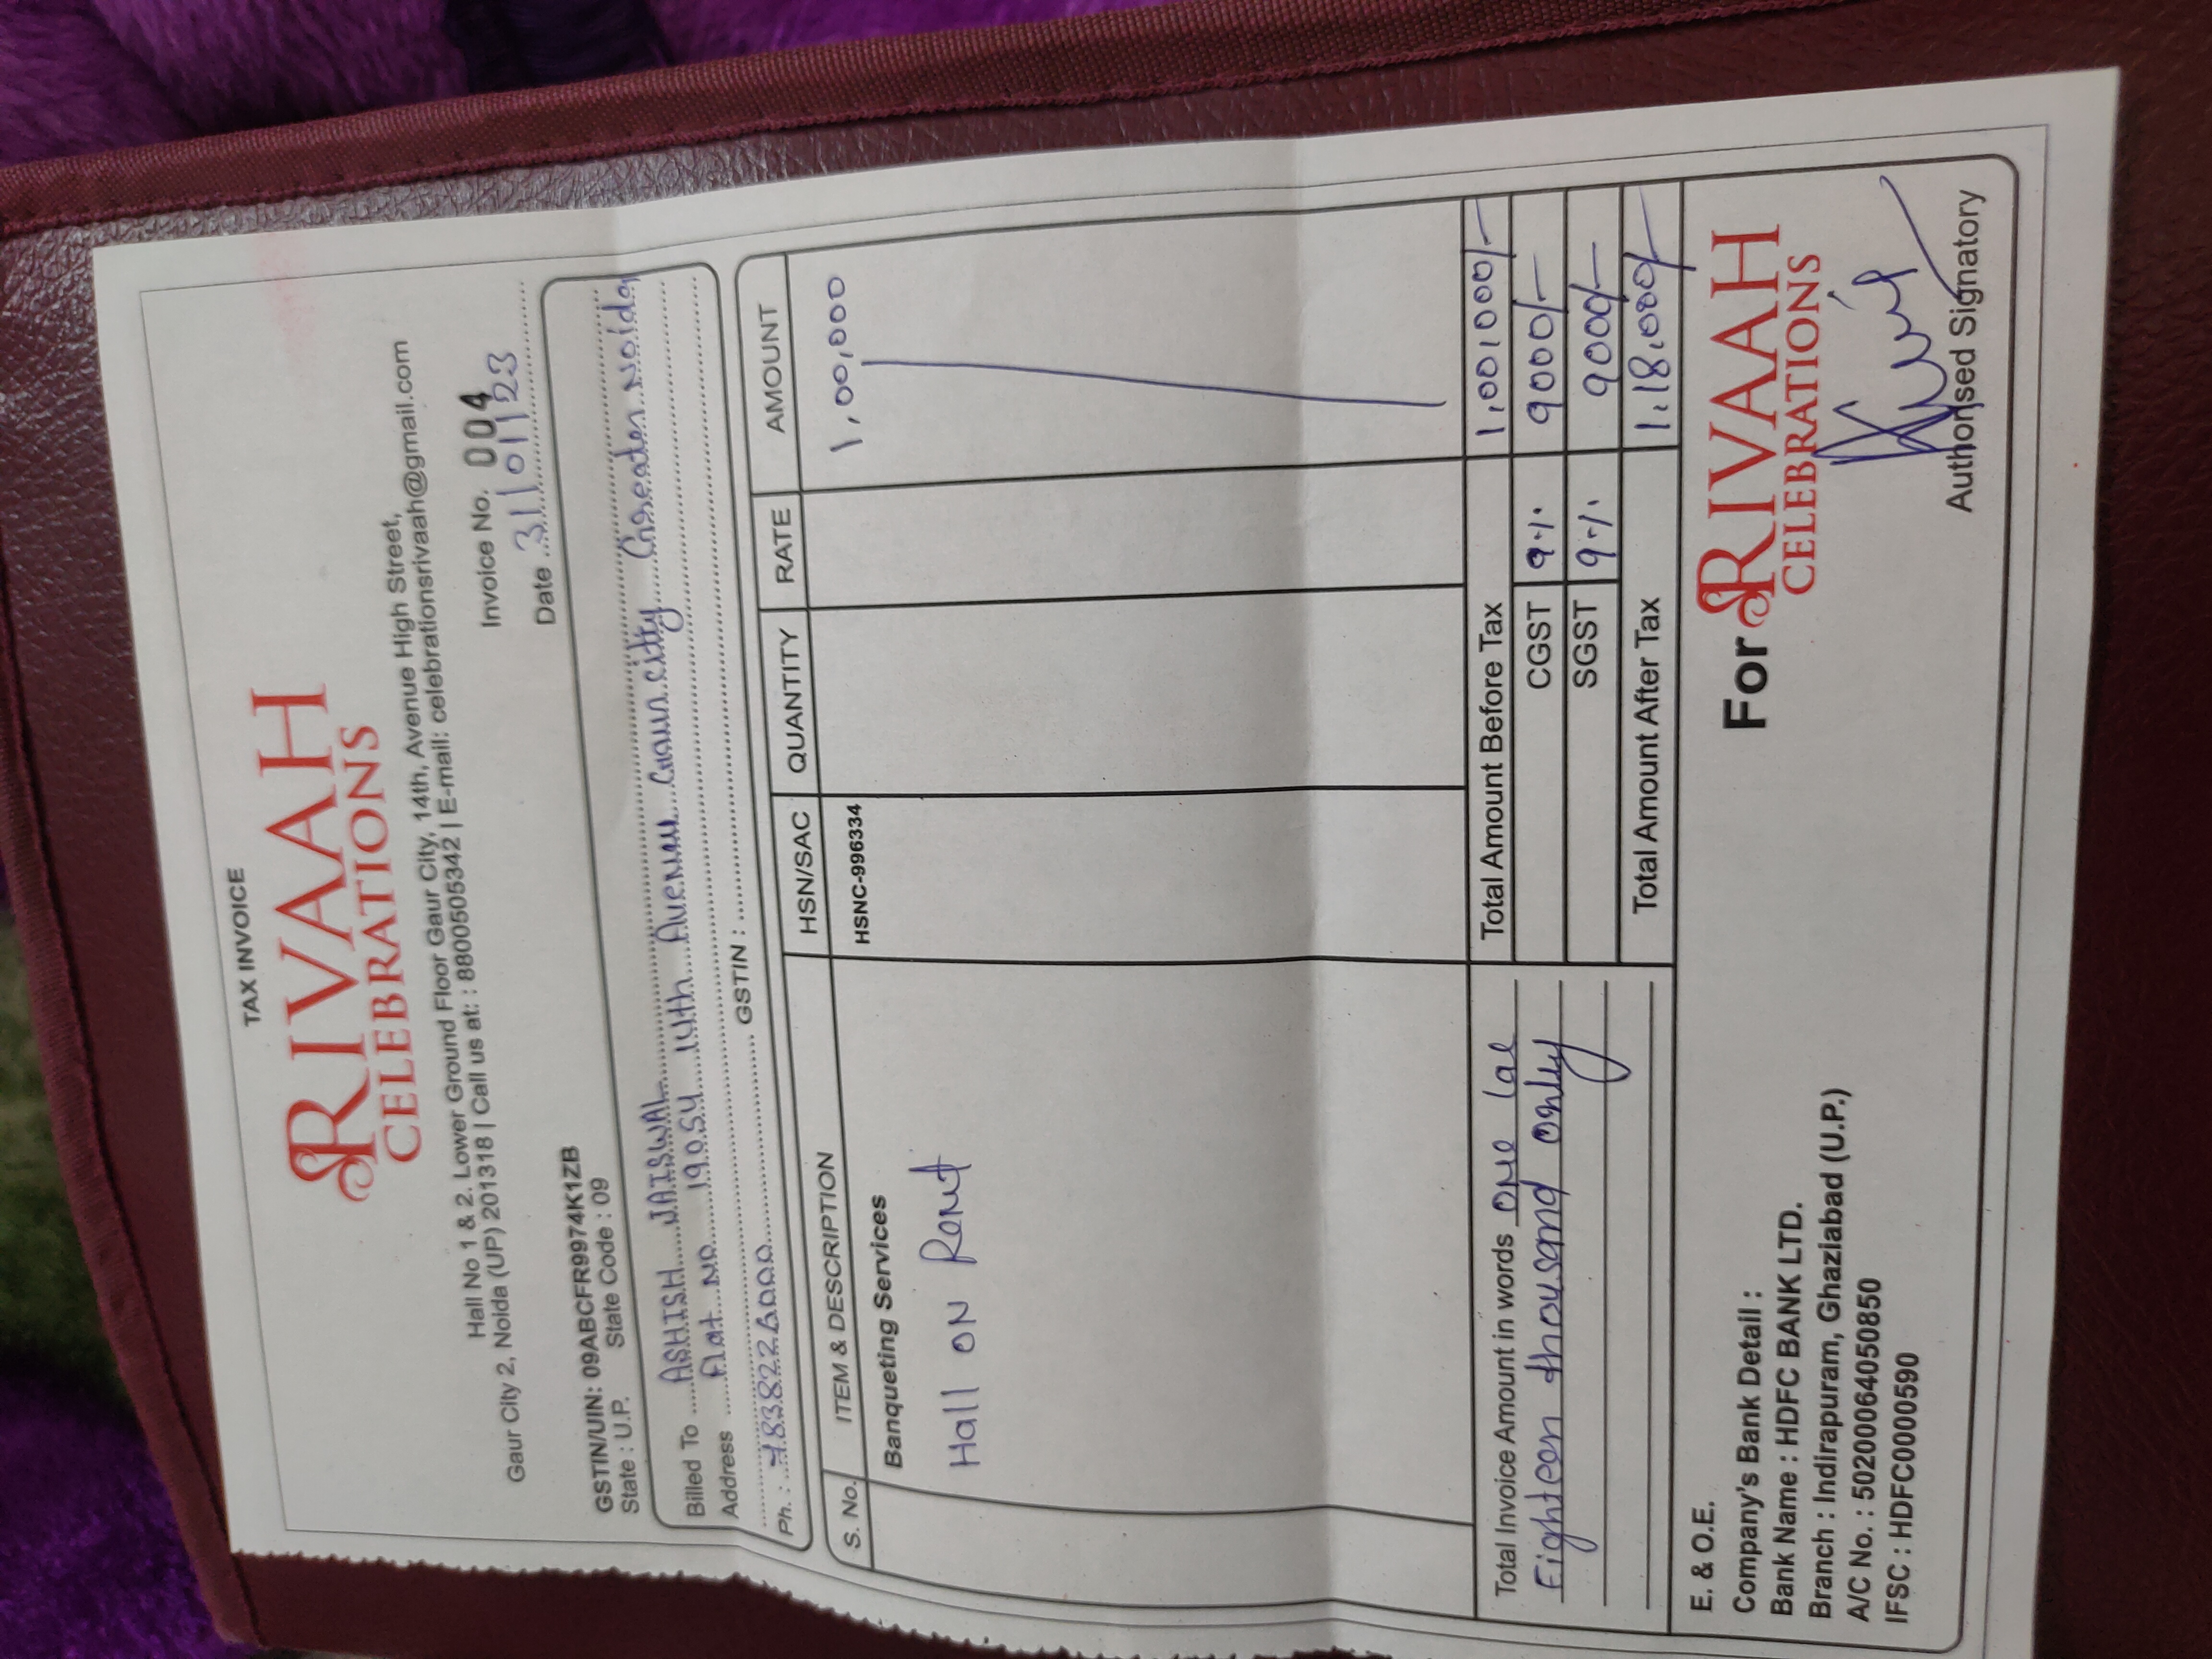 TAX INVOICE
RIVAAH
CELEBRATIONS
Hall No 1 & 2. Lower Ground Floor Gaur City, 14th, Avenue High Street,
Gaur City 2, Noida (UP) 201318 | Call us at: : 8800505342 | E-mail: celebrationsrivaah@gmail.com
Invoice No. 004
Date 31/01/23
GSTIN/UIN: 09ABCFR9974K1ZB
State : U.P. State Code : 09
Billed To ASHISH JAISWAL
Address Flat No 19054 14th Avenue Gaur City Greater Noida
Ph. : 7838226000 GSTIN :
S. No. ITEM & DESCRIPTION HSN/SAC QUANTITY RATE AMOUNT
Banqueting Services HSNC-996334 1,00,000
Hall ON Rent
Total Invoice Amount in words One lac
Eighteen thousand only
Total Amount Before Tax 1,00,000/-
CGST 9% 9000/-
SGST 9% 9000/-
Total Amount After Tax 1,18,000/-
E. & O.E.
Company's Bank Detail :
Bank Name : HDFC BANK LTD.
Branch : Indirapuram, Ghaziabad (U.P.)
A/C No. : 50200064050850
IFSC : HDFC0000590
For RIVAAH
CELEBRATIONS
Authorised Signatory